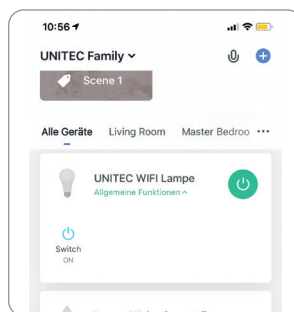 10:56
UNITEC Family
Scene 1
Alle Geräte Living Room Master Bedroo
UNITEC WIFI Lampe
Allgemeine Funktionen
Switch
ON